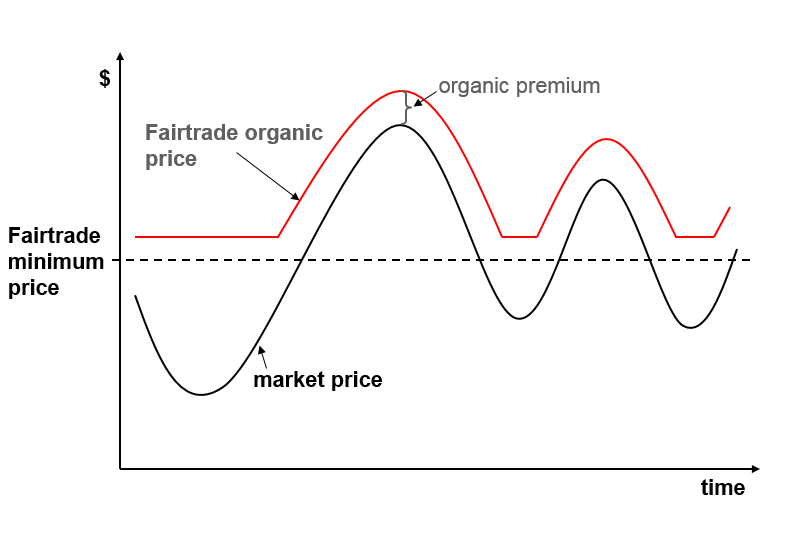 $
organic premium
Fairtrade organic
price
Fairtrade
minimum
price
market price
time